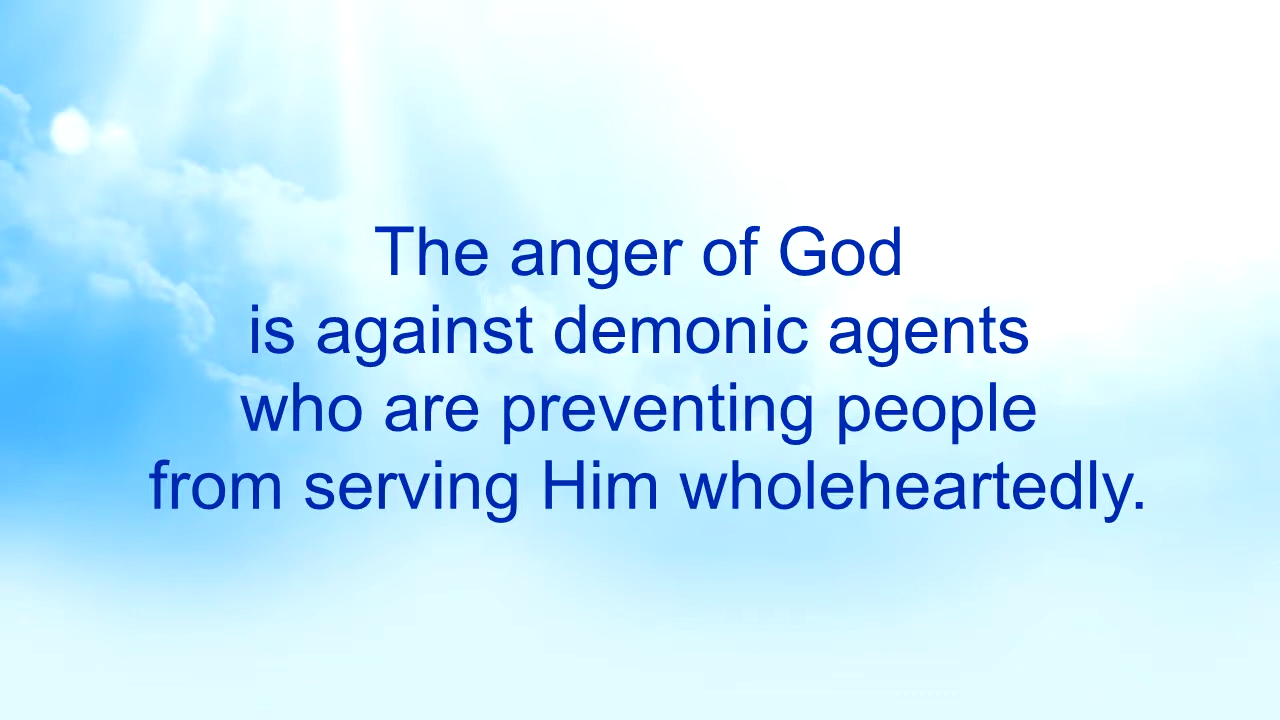 The anger of God
is against demonic agents
who are preventing people
from serving Him wholeheartedly.